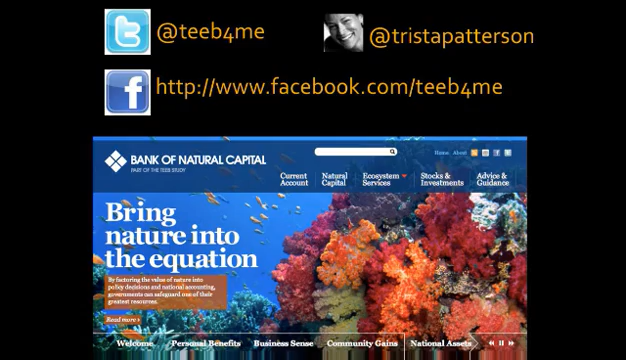 @teeb4me
@tristapatterson
http://www.facebook.com/teeb4me
BANK OF NATURAL CAPITAL
PART OF THE TEEB STUDY
Home About
Current Account
Natural Capital
Ecosystem Services
Stocks & Investments
Advice & Guidance
Bring
nature into
the equation
By factoring the value of nature into
policy decisions and national accounting,
governments can safeguard one of their
greatest resources.
Read more ›
Welcome Personal Benefits Business Sense Community Gains National Assets